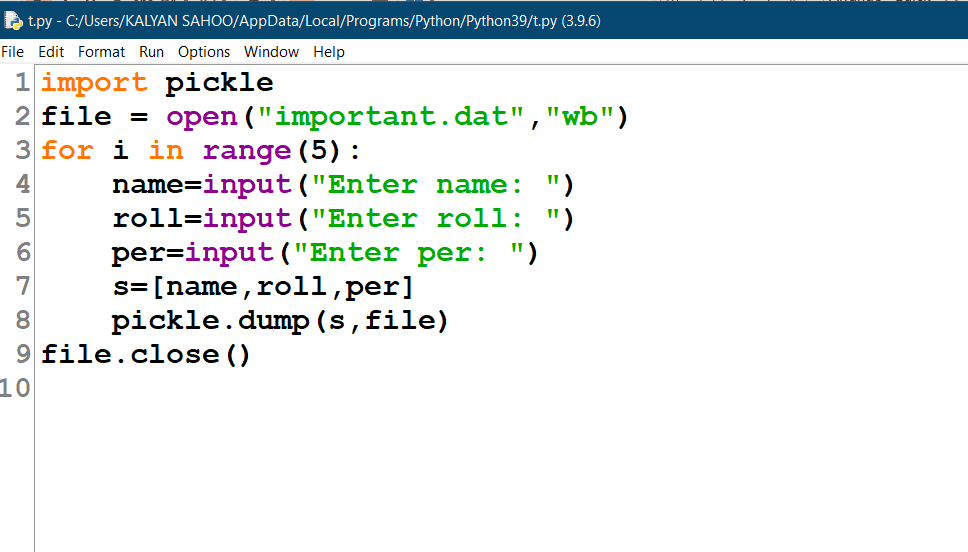 t.py - C:/Users/KALYAN SAHOO/AppData/Local/Programs/Python/Python39/t.py (3.9.6)
File Edit Format Run Options Window Help
1 import pickle
2 file = open("important.dat","wb")
3 for i in range(5):
4     name=input("Enter name: ")
5     roll=input("Enter roll: ")
6     per=input("Enter per: ")
7     s=[name,roll,per]
8     pickle.dump(s,file)
9 file.close()
10